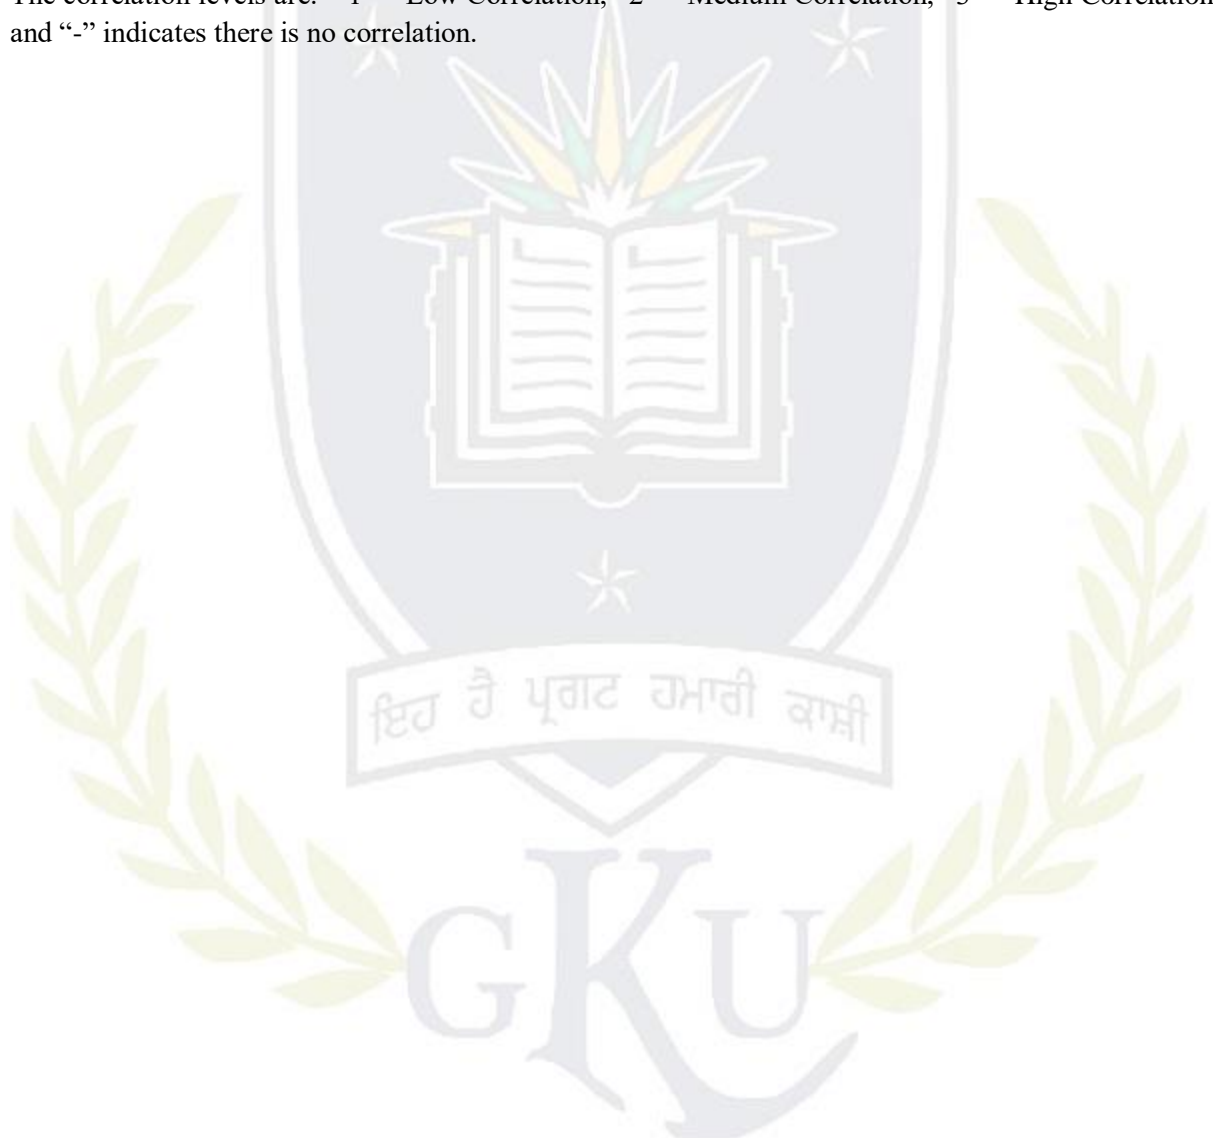 The correlation levels are: “1” – Low Correlation, “2” – Medium Correlation, “3” – High Correlation
and “-” indicates there is no correlation.
ਇਹ ਹੈ ਪ੍ਰਗਟ ਹਮਾਰੀ ਕਾਸ਼ੀ
GKU